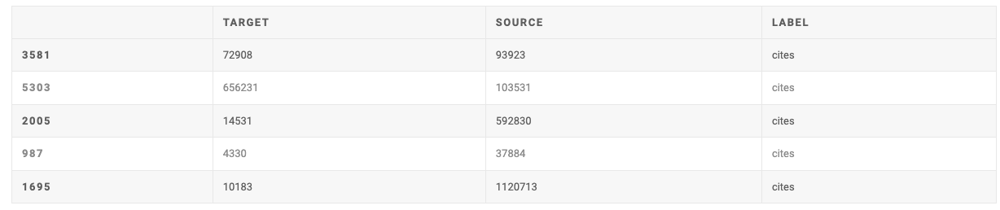 TARGET SOURCE LABEL
3581 72908 93923 cites
5303 656231 103531 cites
2005 14531 592830 cites
987 4330 37884 cites
1695 10183 1120713 cites